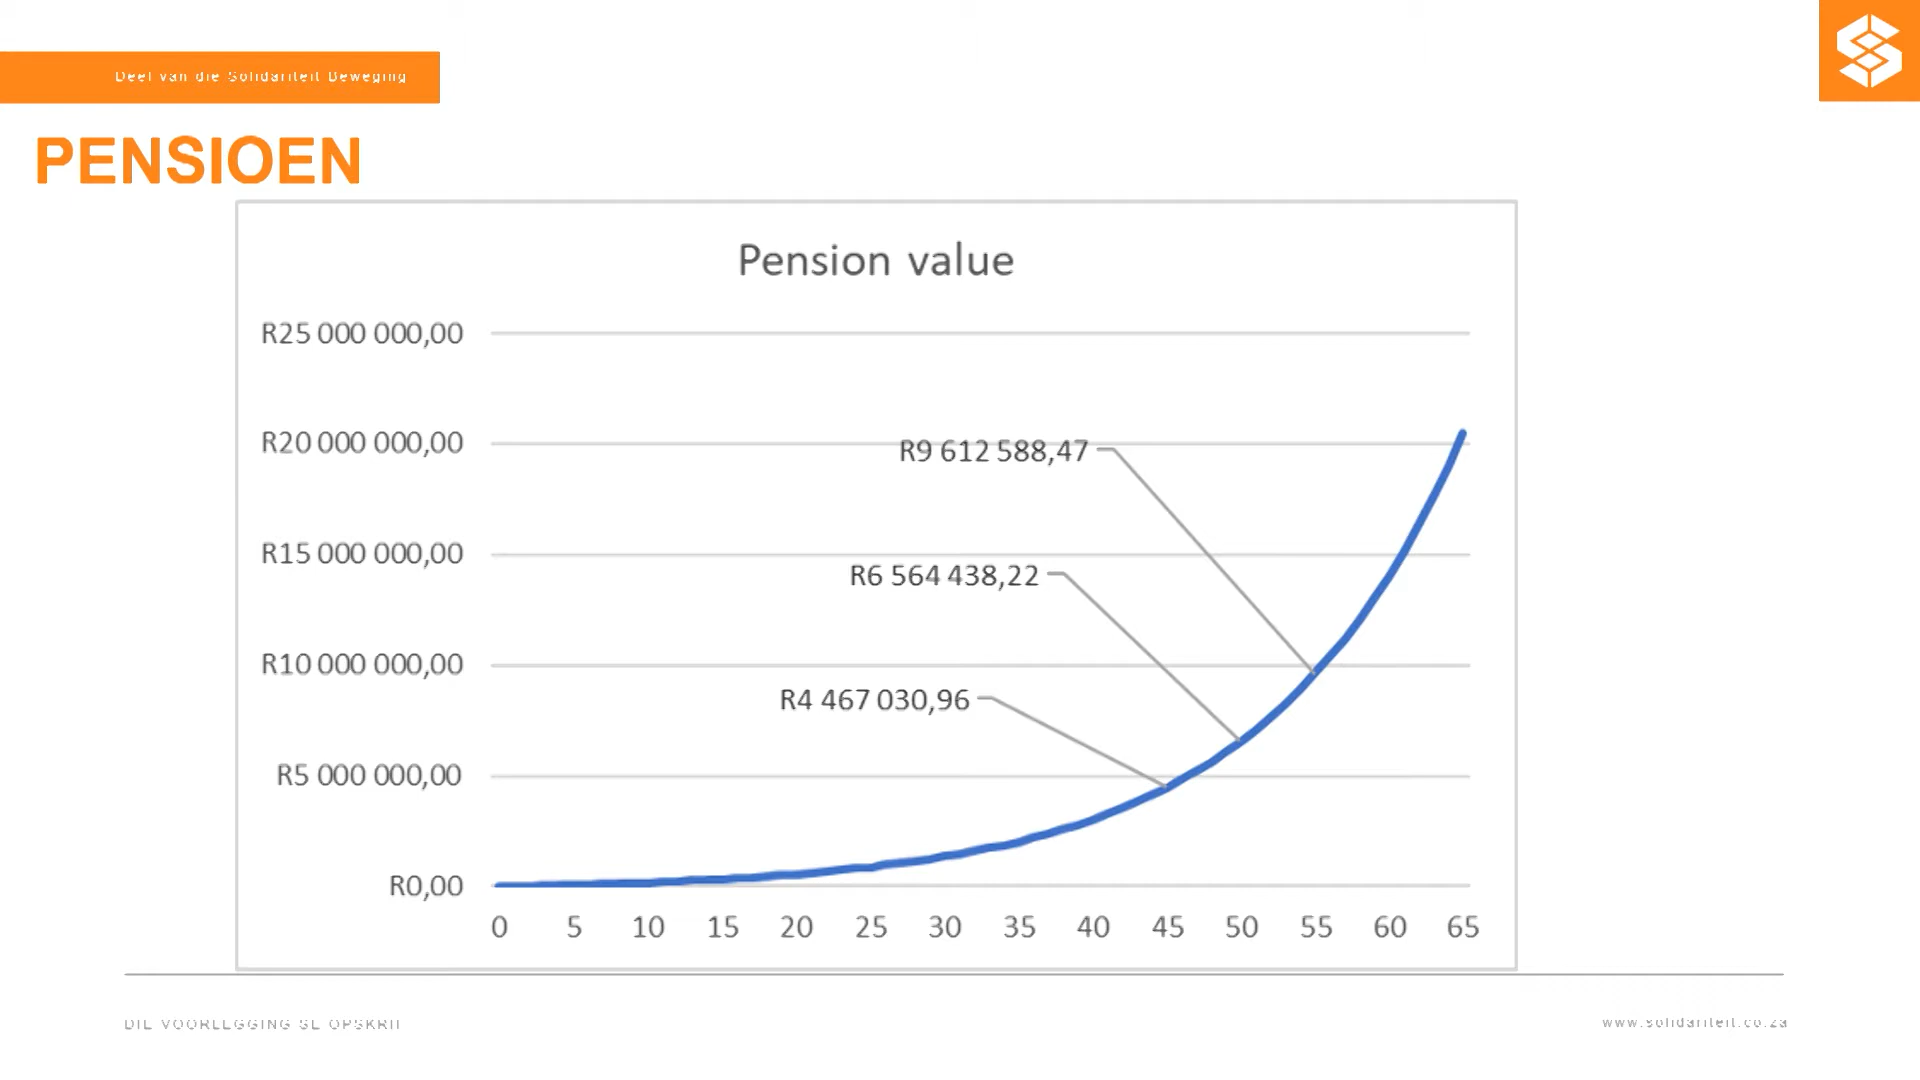 Deel van die Solidariteit Beweging
PENSIOEN
Pension value
R25 000 000,00
R20 000 000,00
R15 000 000,00
R10 000 000,00
R5 000 000,00
R0,00
R9 612 588,47
R6 564 438,22
R4 467 030,96
0 5 10 15 20 25 30 35 40 45 50 55 60 65
DIE VOORLEGGING SE OPSKRIF
www.solidariteit.co.za